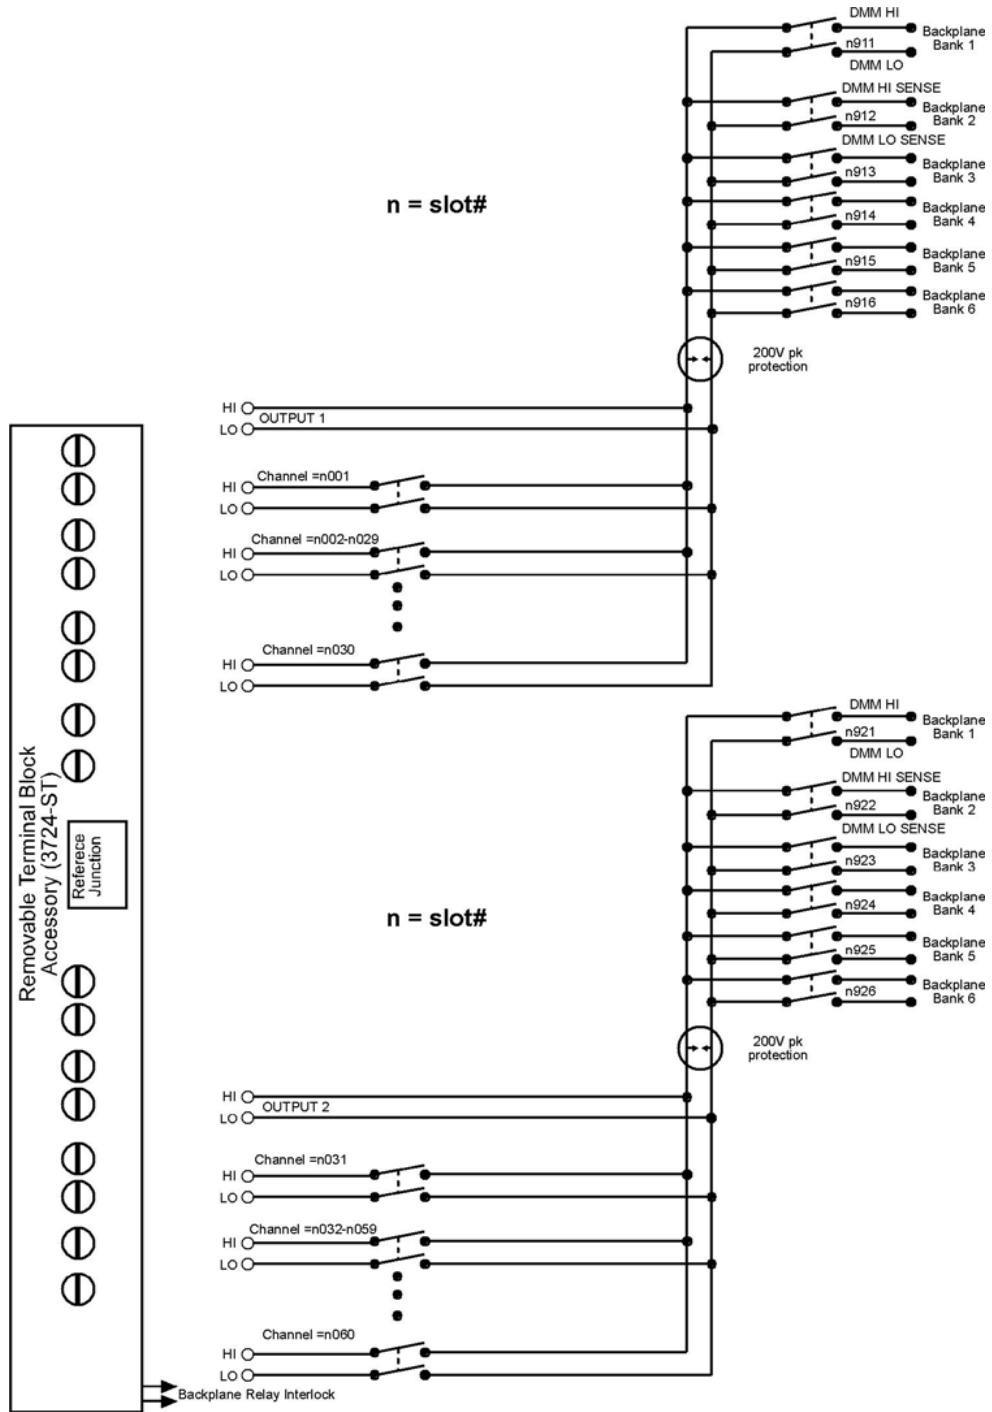 DMM HI
Backplane
Bank 1
n911
DMM LO
DMM HI SENSE
Backplane
Bank 2
n912
DMM LO SENSE
Backplane
Bank 3
n913
n = slot#
Backplane
Bank 4
n914
Backplane
Bank 5
n915
Backplane
Bank 6
n916
200V pk
protection
HI
OUTPUT 1
LO
Channel =n001
HI
LO
Channel =n002-n029
HI
LO
Channel =n030
HI
LO
DMM HI
Backplane
Bank 1
n921
DMM LO
DMM HI SENSE
Backplane
Bank 2
n922
DMM LO SENSE
Backplane
Bank 3
n923
n = slot#
Backplane
Bank 4
n924
Backplane
Bank 5
n925
Backplane
Bank 6
n926
200V pk
protection
HI
OUTPUT 2
LO
Channel =n031
HI
LO
Channel =n032-n059
HI
LO
Channel =n060
HI
LO
Removable Terminal Block
Accessory (3724-ST)
Referece
Junction
Backplane Relay Interlock